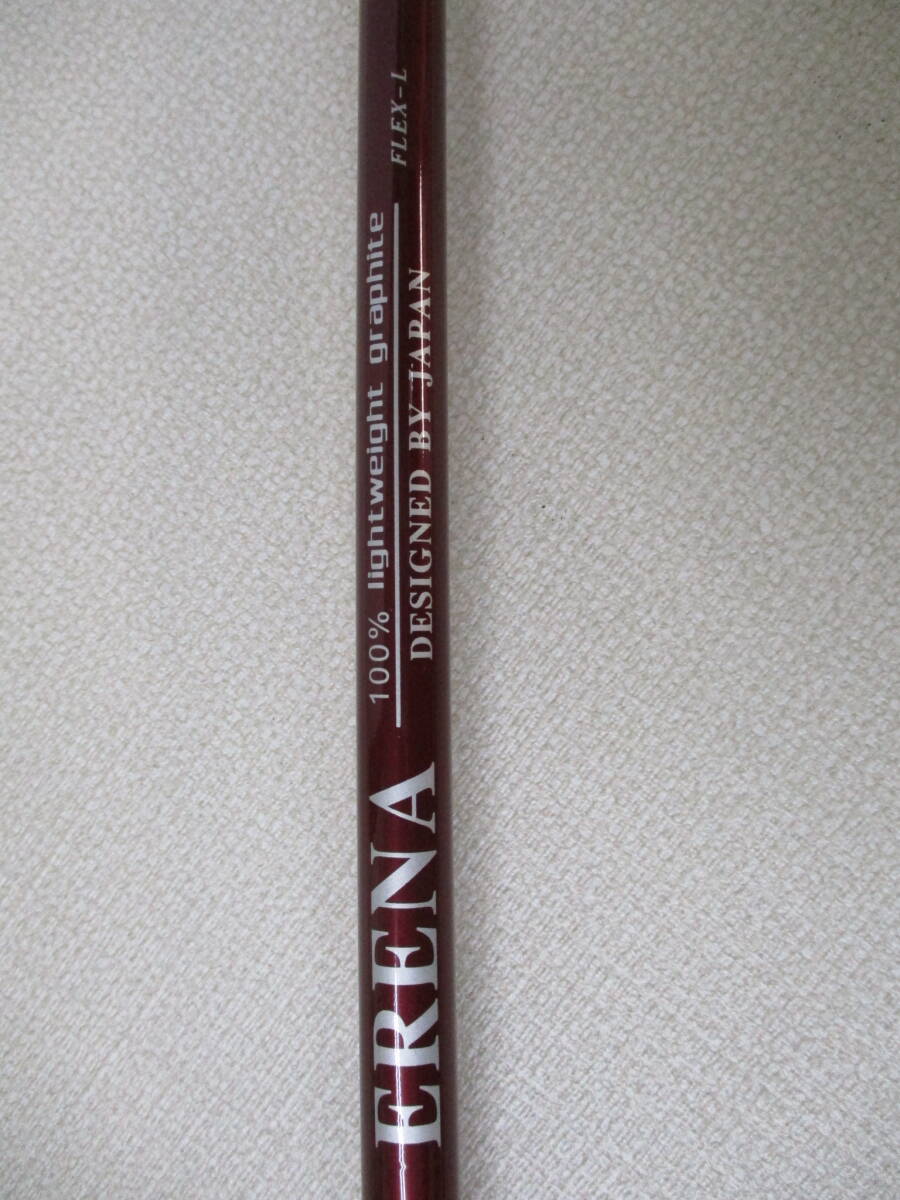 ERENA
100% lightweight graphite
DESIGNED BY JAPAN
FLEX-L